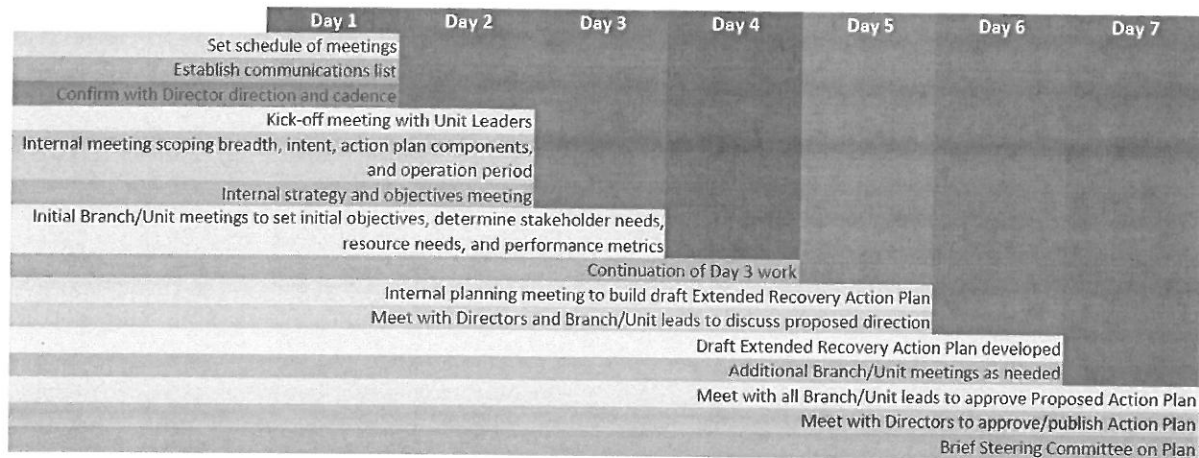 Day 1 Day 2 Day 3 Day 4 Day 5 Day 6 Day 7
Set schedule of meetings
Establish communications list
Confirm with Director direction and cadence
Kick-off meeting with Unit Leaders
Internal meeting scoping breadth, intent, action plan components,
and operation period
Internal strategy and objectives meeting
Initial Branch/Unit meetings to set initial objectives, determine stakeholder needs,
resource needs, and performance metrics
Continuation of Day 3 work
Internal planning meeting to build draft Extended Recovery Action Plan
Meet with Directors and Branch/Unit leads to discuss proposed direction
Draft Extended Recovery Action Plan developed
Additional Branch/Unit meetings as needed
Meet with all Branch/Unit leads to approve Proposed Action Plan
Meet with Directors to approve/publish Action Plan
Brief Steering Committee on Plan